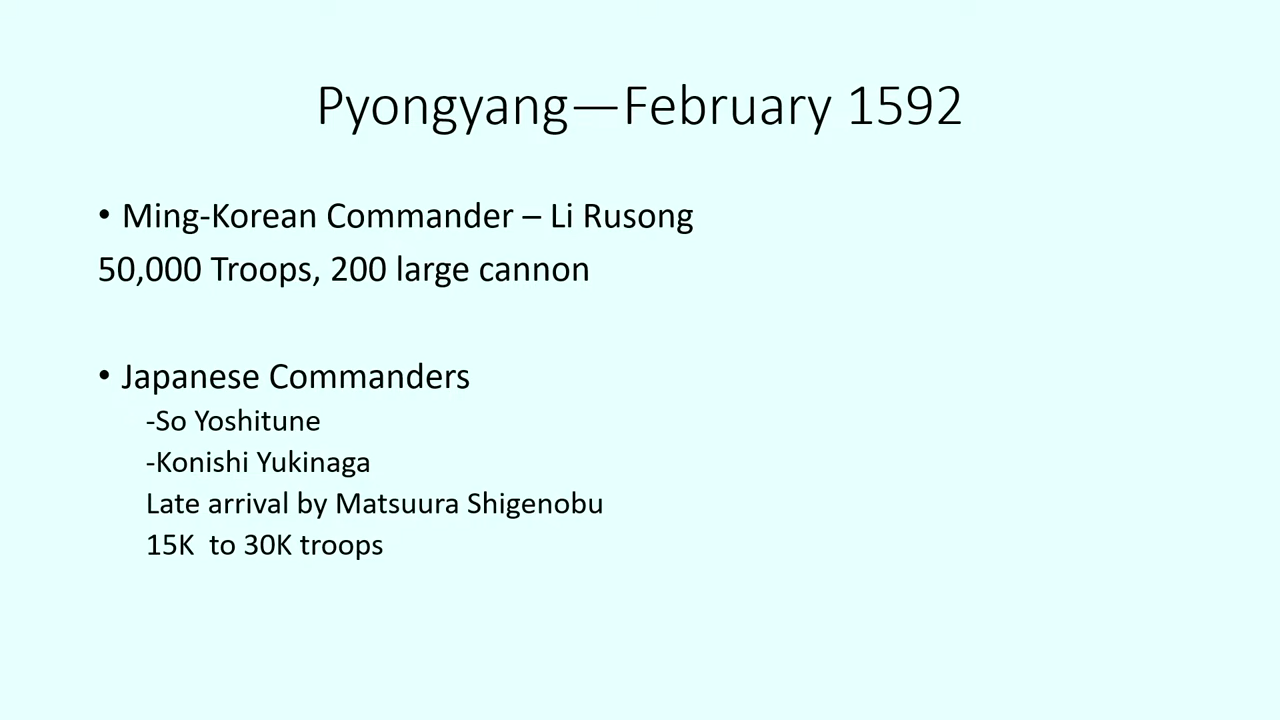 Pyongyang—February 1592
• Ming-Korean Commander – Li Rusong
50,000 Troops, 200 large cannon
• Japanese Commanders
-So Yoshitune
-Konishi Yukinaga
Late arrival by Matsuura Shigenobu
15K  to 30K troops